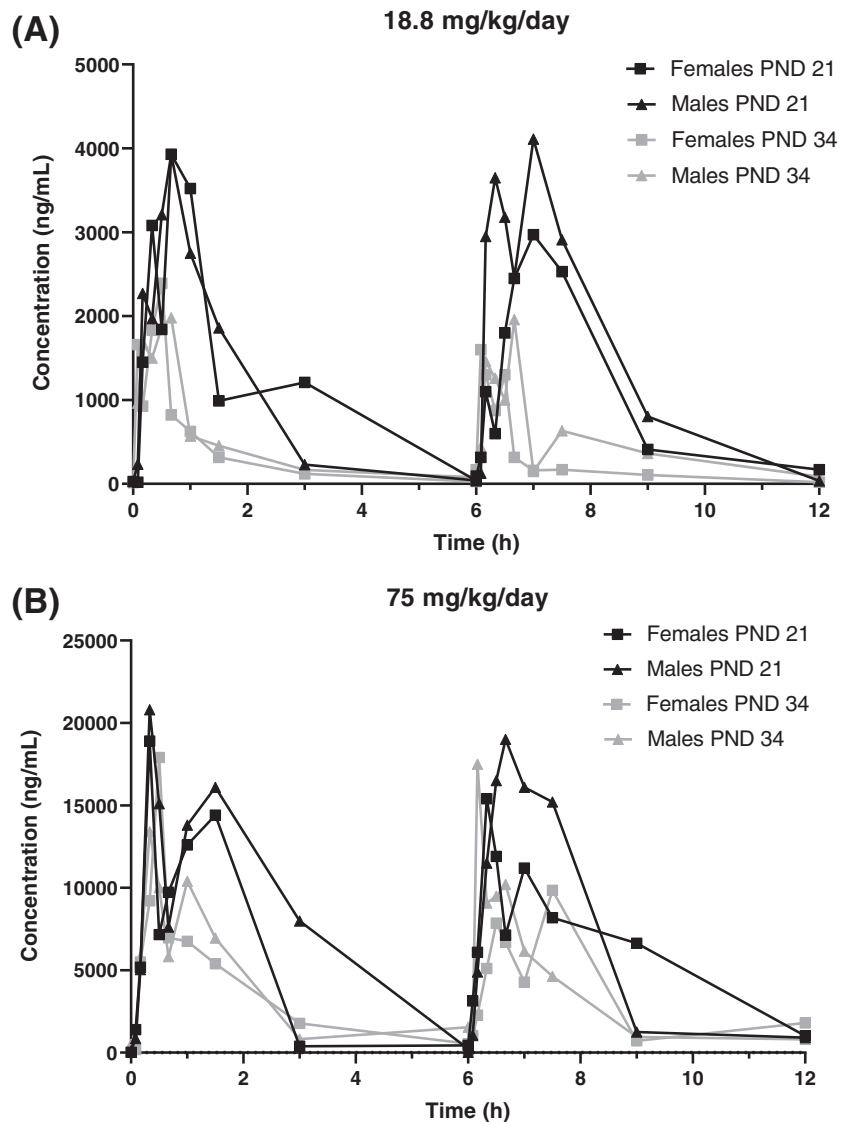 (A)
18.8 mg/kg/day
Females PND 21
Males PND 21
Females PND 34
Males PND 34
5000
4000
3000
2000
1000
0
Concentration (ng/mL)
0 2 4 6 8 10 12
Time (h)
(B)
75 mg/kg/day
Females PND 21
Males PND 21
Females PND 34
Males PND 34
25000
20000
15000
10000
5000
0
Concentration (ng/mL)
0 2 4 6 8 10 12
Time (h)